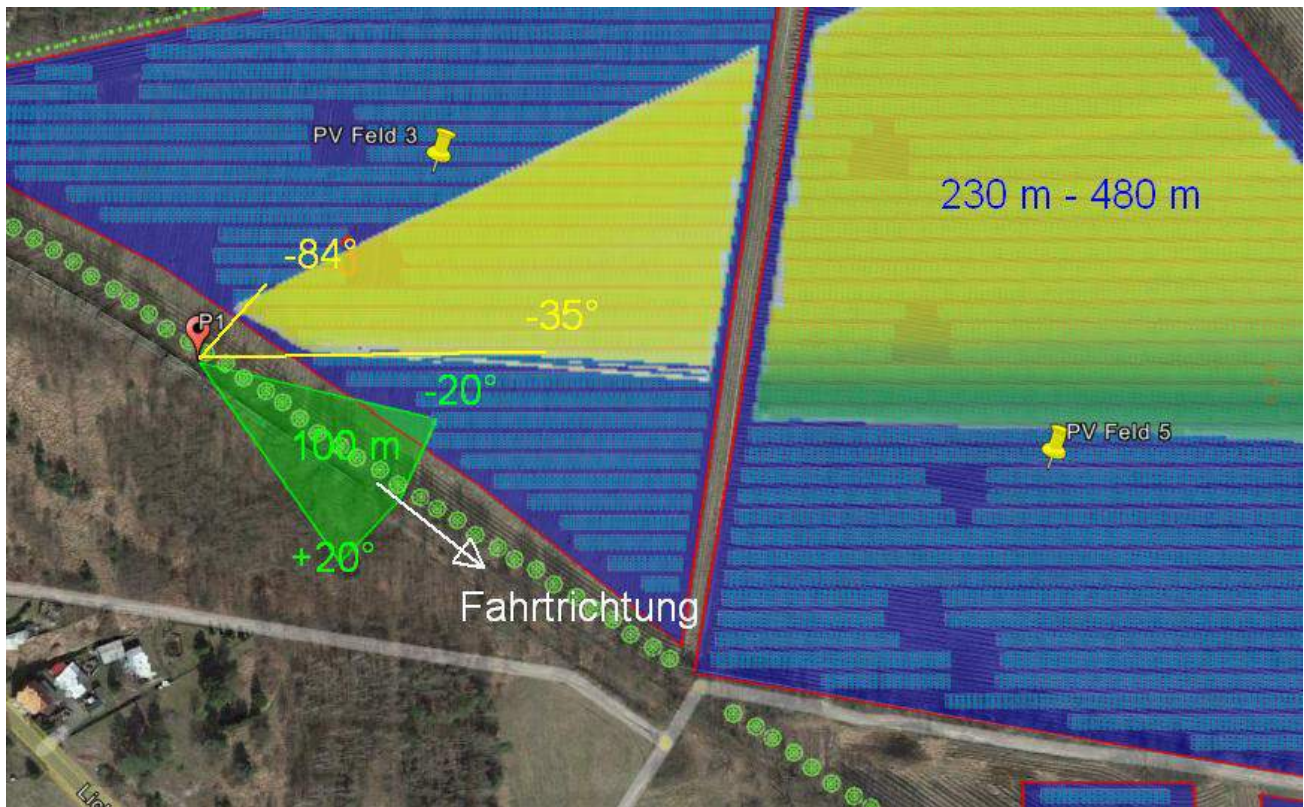 PV Feld 3
230 m - 480 m
-84°
P1
-35°
-20°
100 m
PV Feld 5
+20°
Fahrtrichtung